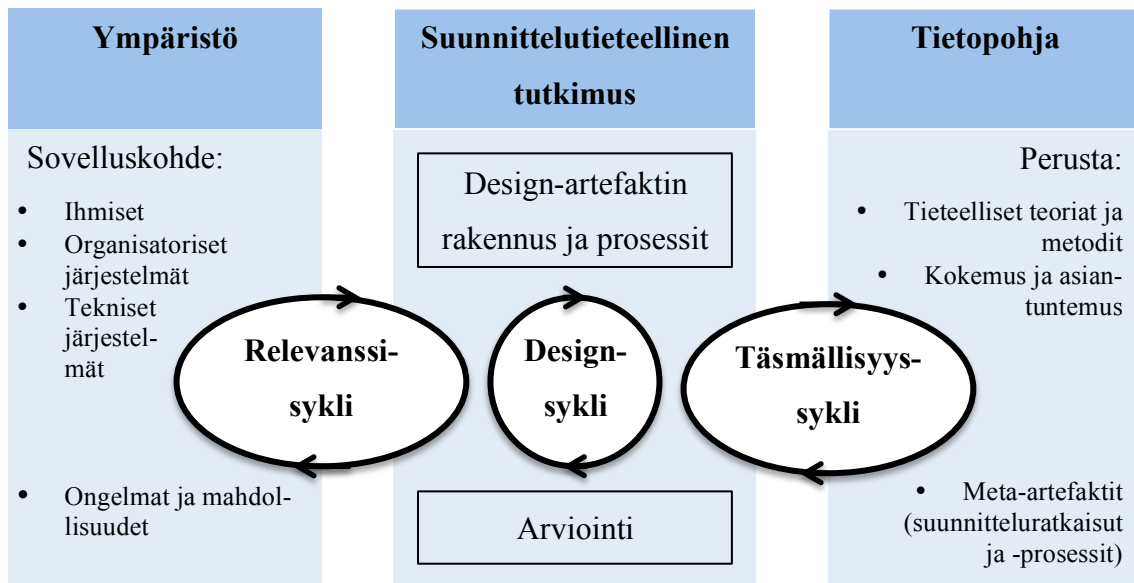 Ympäristö
Sovelluskohde:
• Ihmiset
• Organisatoriset
järjestelmät
• Tekniset
järjestel-
mät
• Ongelmat ja mahdol-
lisuudet
Relevanssi-
sykli
Suunnittelutieteellinen
tutkimus
Design-artefaktin
rakennus ja prosessit
Design-
sykli
Arviointi
Tietopohja
Perusta:
• Tieteelliset teoriat ja
metodit
• Kokemus ja asian-
tuntemus
Täsmällisyys-
sykli
• Meta-artefaktit
(suunnitteluratkaisut
ja -prosessit)